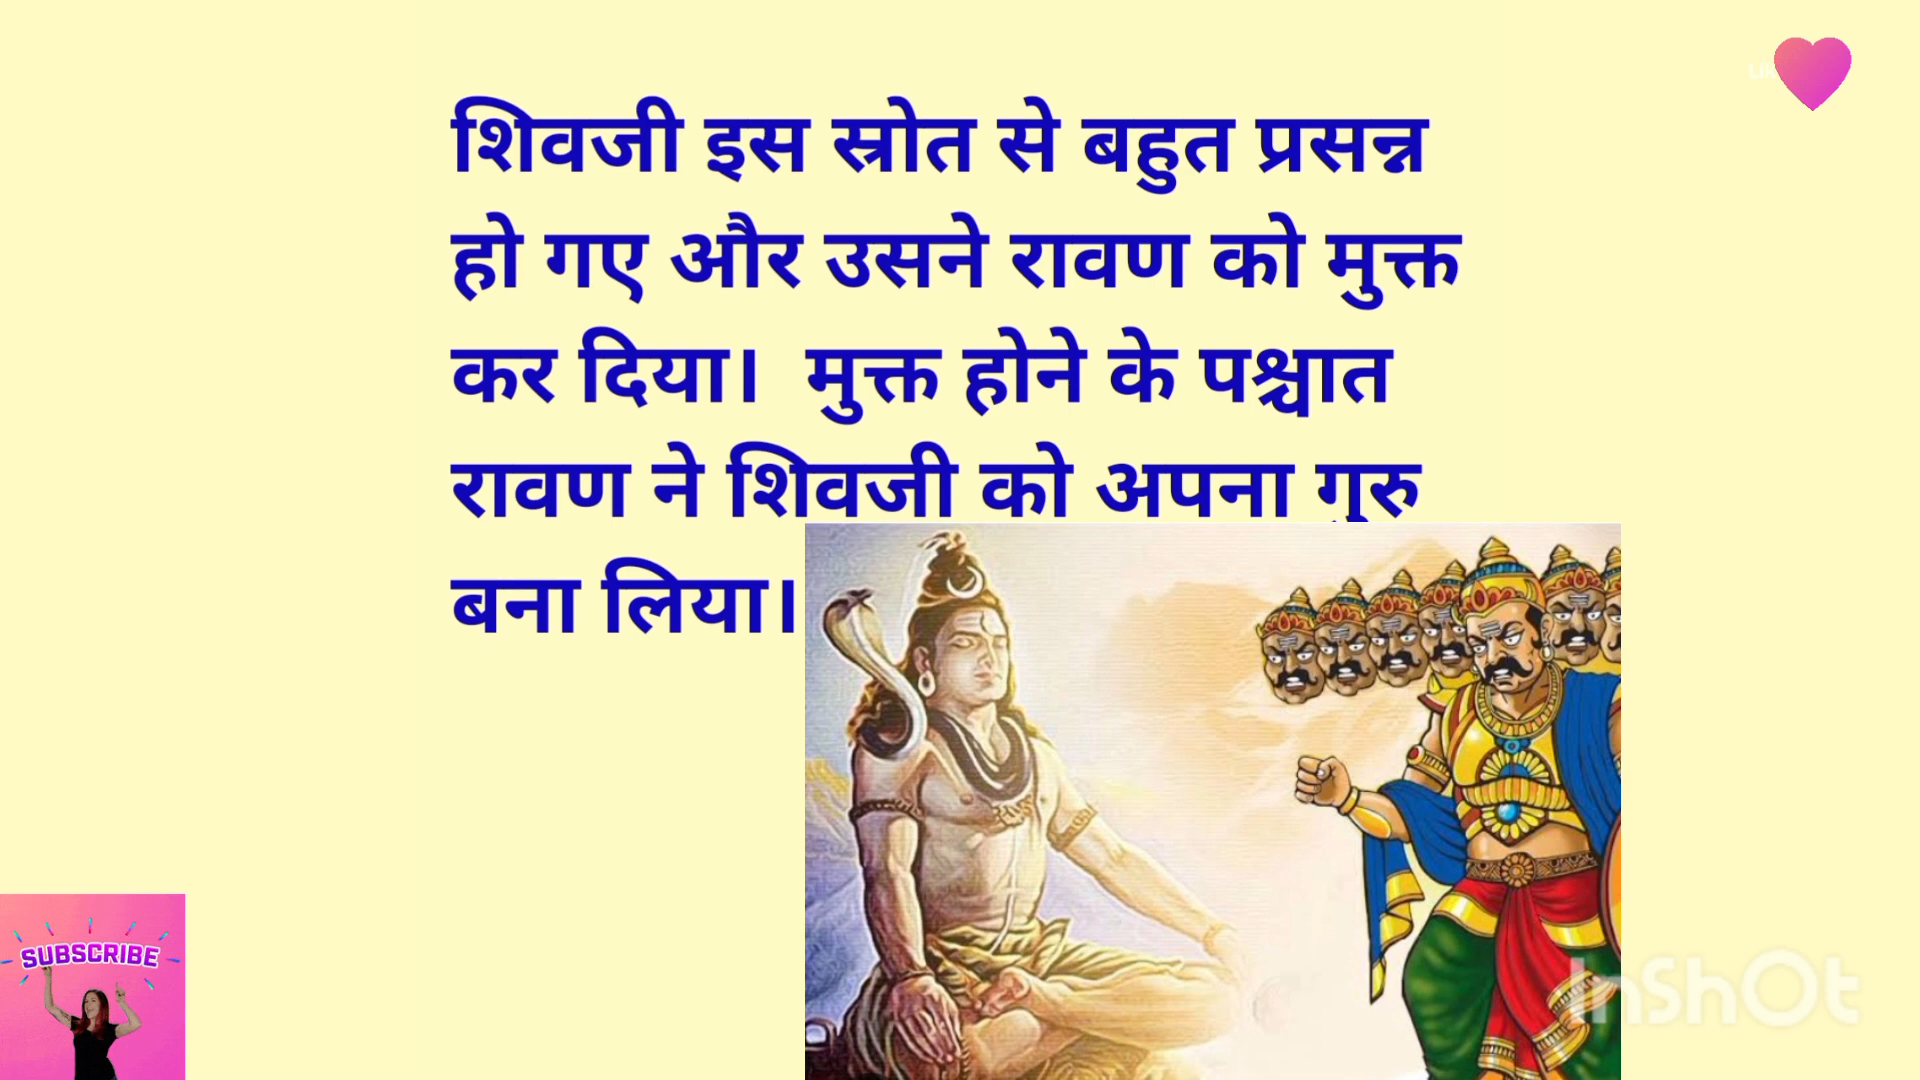 शिवजी इस स्रोत से बहुत प्रसन्न
हो गए और उसने रावण को मुक्त
कर दिया।  मुक्त होने के पश्चात
रावण ने शिवजी को अपना गुरु
बना लिया।
SUBSCRIBE
InShOt